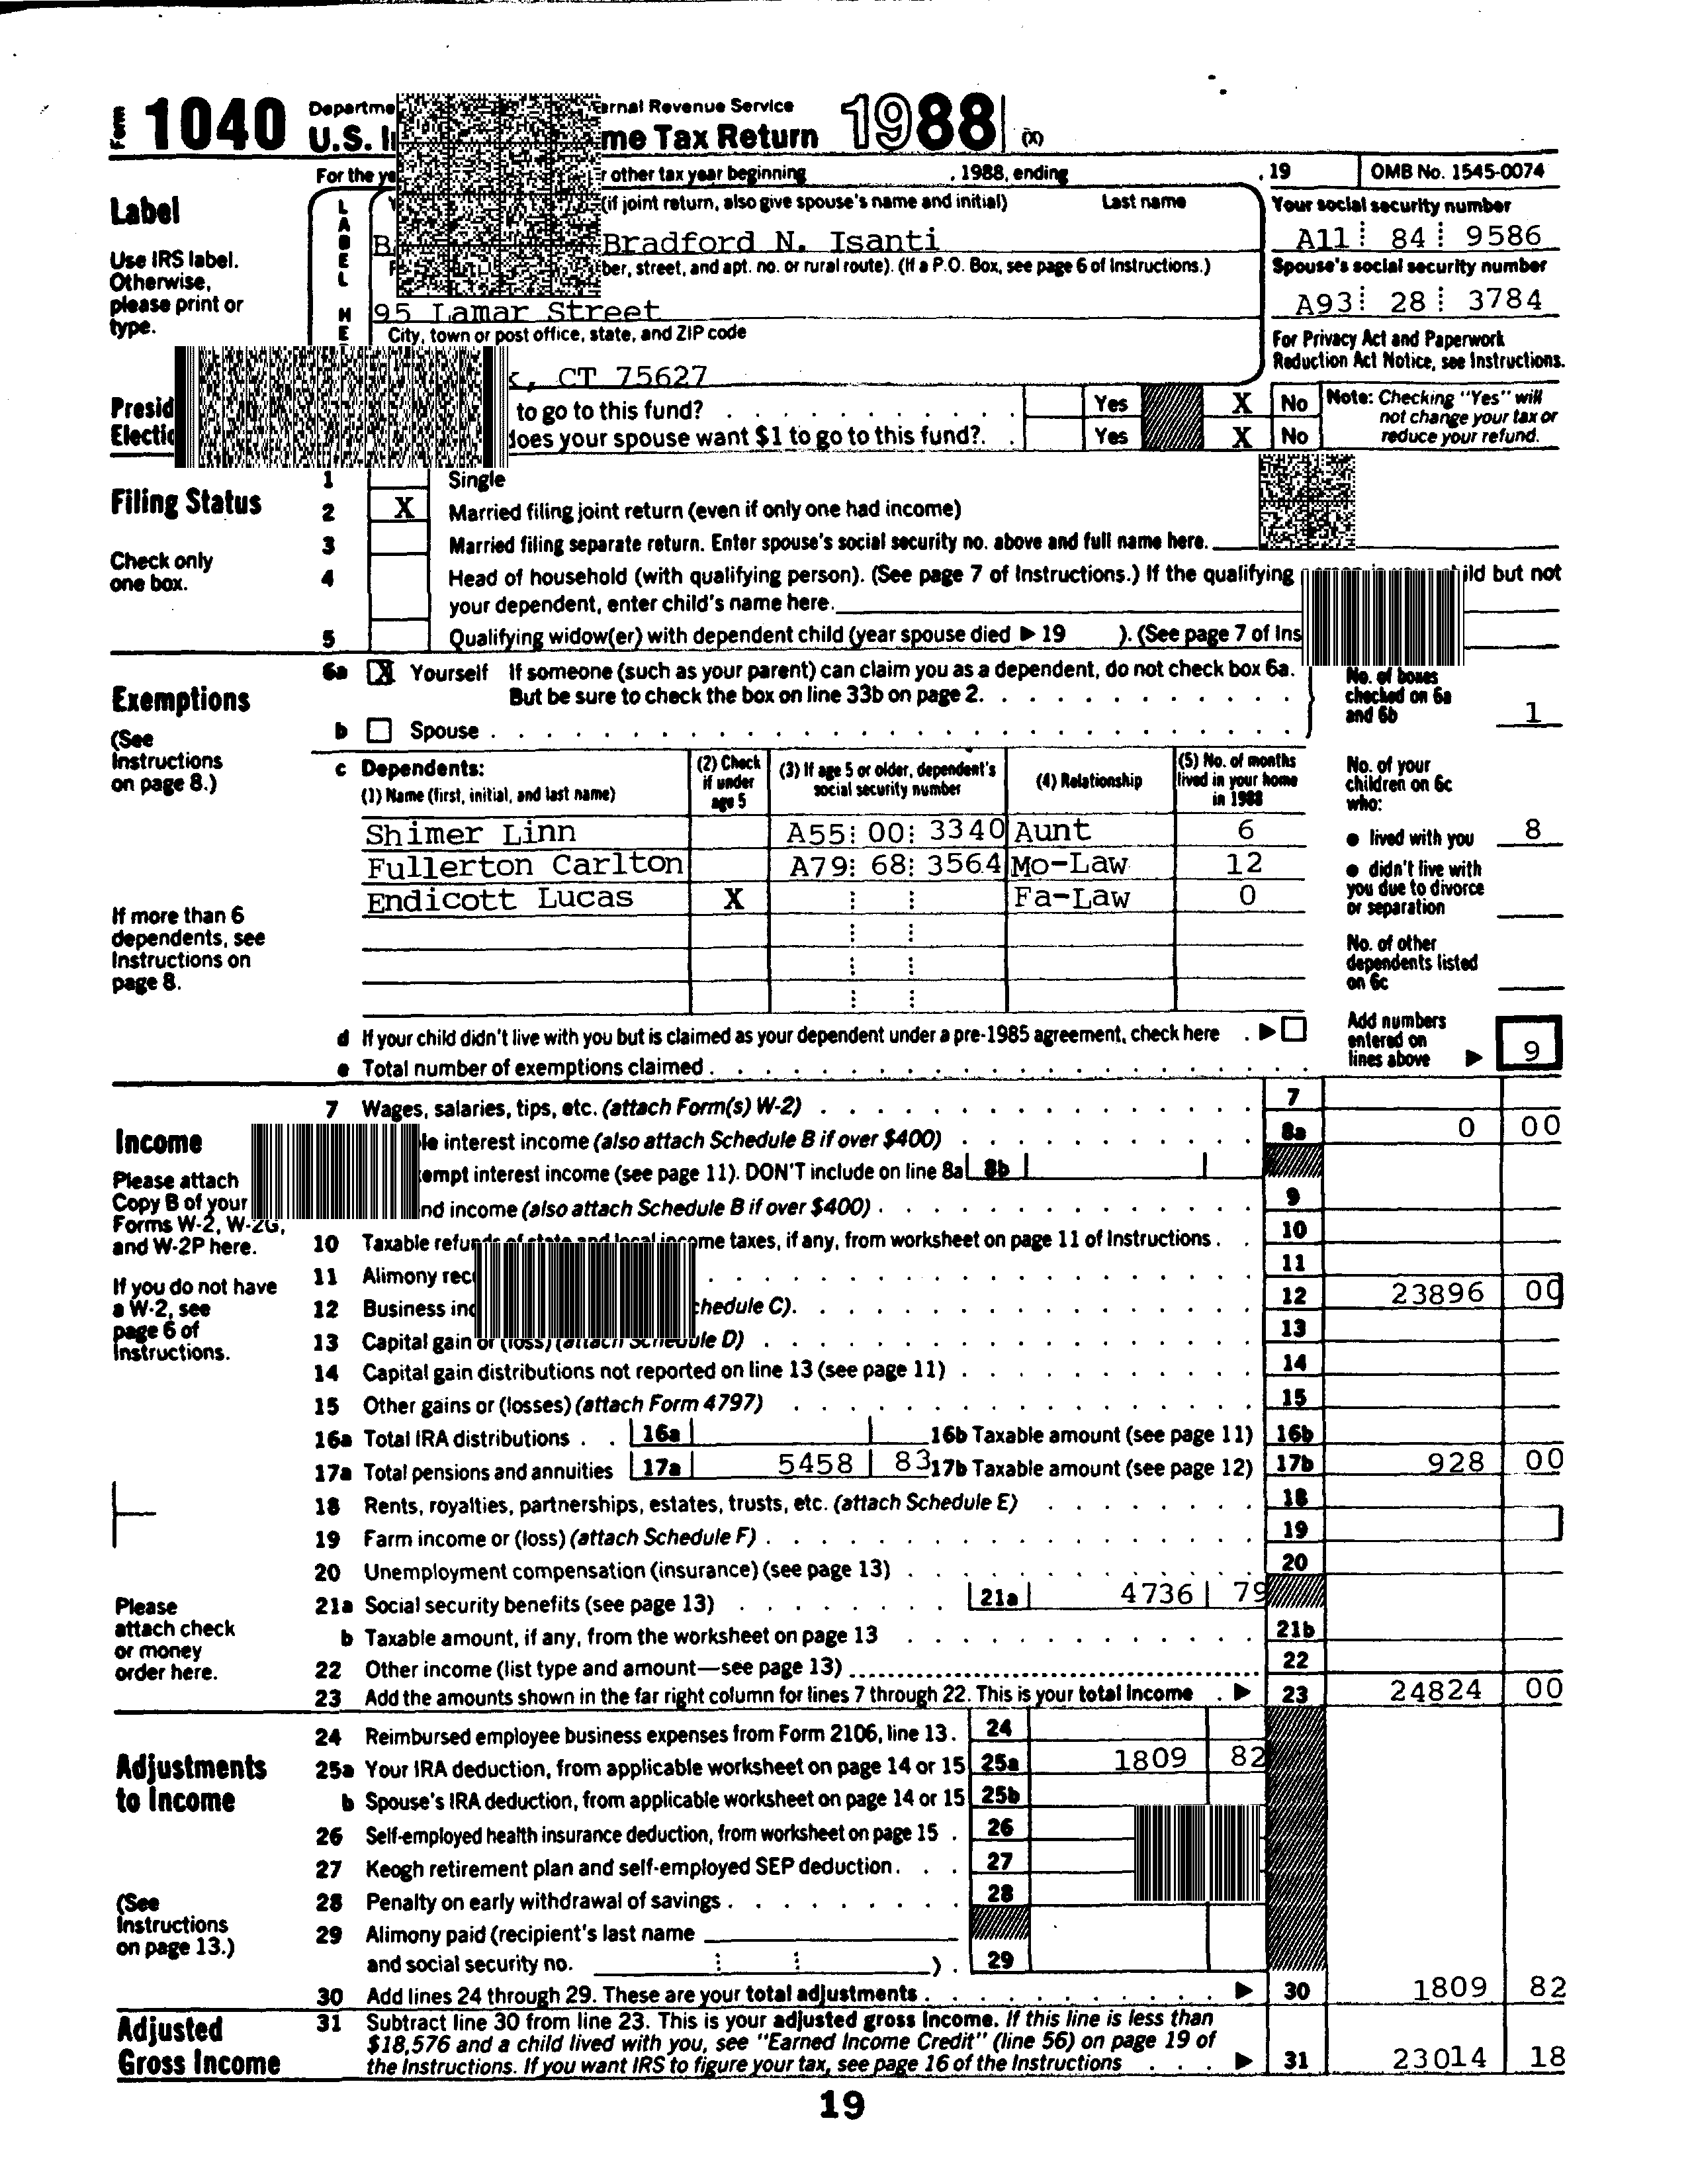 Form 1040 U.S. me Tax Return 1988
ernal Revenue Service
(X)
For the other tax year beginning , 1988, ending , 19 OMB No. 1545-0074
Label
Use IRS label. Otherwise, please print or type.
LABEL HE
(if joint return, also give spouse's name and initial) Last name
Bradford N. Isanti
ber, street, and apt. no. or rural route). (If a P.O. Box, see page 6 of Instructions.)
95 Lamar Street
City, town or post office, state, and ZIP code
, CT 75627
Your social security number
A11 84 9586
Spouse's social security number
A93 28 3784
For Privacy Act and Paperwork Reduction Act Notice, see Instructions.
to go to this fund? . . . . Yes X No
does your spouse want $1 to go to this fund?. . Yes X No
Note: Checking "Yes" will not change your tax or reduce your refund.
Filing Status
Check only one box.
1 Single
2 X Married filing joint return (even if only one had income)
3 Married filing separate return. Enter spouse's social security no. above and full name here.
4 Head of household (with qualifying person). (See page 7 of Instructions.) If the qualifying ild but not
your dependent, enter child's name here.
5 Qualifying widow(er) with dependent child (year spouse died ▶ 19 ). (See page 7 of Ins
Exemptions
(See Instructions on page 8.)
6a X Yourself If someone (such as your parent) can claim you as a dependent, do not check box 6a.
But be sure to check the box on line 33b on page 2.
b Spouse
No. of boxes checked on 6a and 6b 1
c Dependents:
(1) Name (first, initial, and last name) (2) Check if under age 5 (3) If age 5 or older, dependent's social security number (4) Relationship (5) No. of months lived in your home in 1988
Shimer Linn A55 00 3340 Aunt 6
Fullerton Carlton A79 68 3564 Mo-Law 12
Endicott Lucas X Fa-Law 0
If more than 6 dependents, see Instructions on page 8.
No. of your children on 6c who:
● lived with you 8
● didn't live with you due to divorce or separation
No. of other dependents listed on 6c
d If your child didn't live with you but is claimed as your dependent under a pre-1985 agreement, check here . ▶
e Total number of exemptions claimed
Add numbers entered on lines above ▶ 9
Income
Please attach Copy B of your Forms W-2, W-2G, and W-2P here.
If you do not have a W-2, see page 6 of Instructions.
7 Wages, salaries, tips, etc. (attach Form(s) W-2) 7
le interest income (also attach Schedule B if over $400) 8a 0 00
empt interest income (see page 11). DON'T include on line 8a 8b
nd income (also attach Schedule B if over $400) 9
10 Taxable refunds of state and local income taxes, if any, from worksheet on page 11 of Instructions 10
11 Alimony 11
12 Business chedule C). 12 23896 00
13 Capital gain or (loss) (attach Schedule D) 13
14 Capital gain distributions not reported on line 13 (see page 11) 14
15 Other gains or (losses) (attach Form 4797) 15
16a Total IRA distributions 16a 16b Taxable amount (see page 11) 16b
17a Total pensions and annuities 17a 5458 83 17b Taxable amount (see page 12) 17b 928 00
18 Rents, royalties, partnerships, estates, trusts, etc. (attach Schedule E) 18
19 Farm income or (loss) (attach Schedule F) 19
20 Unemployment compensation (insurance) (see page 13) 20
21a Social security benefits (see page 13) 21a 4736 79
b Taxable amount, if any, from the worksheet on page 13 21b
22 Other income (list type and amount—see page 13) 22
23 Add the amounts shown in the far right column for lines 7 through 22. This is your total income ▶ 23 24824 00
Please attach check or money order here.
Adjustments to Income
(See Instructions on page 13.)
24 Reimbursed employee business expenses from Form 2106, line 13. 24
25a Your IRA deduction, from applicable worksheet on page 14 or 15 25a 1809 82
b Spouse's IRA deduction, from applicable worksheet on page 14 or 15 25b
26 Self-employed health insurance deduction, from worksheet on page 15 26
27 Keogh retirement plan and self-employed SEP deduction 27
28 Penalty on early withdrawal of savings 28
29 Alimony paid (recipient's last name
and social security no. ) . 29
30 Add lines 24 through 29. These are your total adjustments ▶ 30 1809 82
Adjusted Gross Income
31 Subtract line 30 from line 23. This is your adjusted gross income. If this line is less than
$18,576 and a child lived with you, see "Earned Income Credit" (line 56) on page 19 of
the Instructions. If you want IRS to figure your tax, see page 16 of the Instructions ▶ 31 23014 18
19